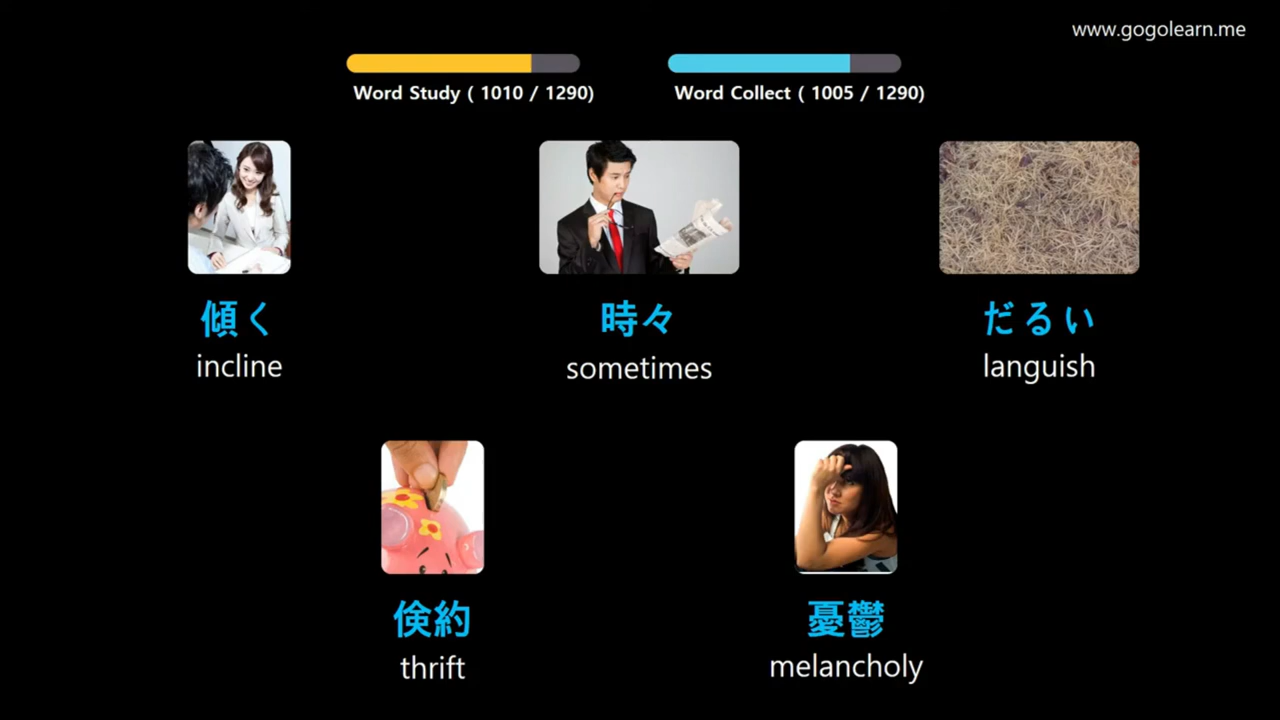 www.gogolearn.me
Word Study ( 1010 / 1290)
Word Collect ( 1005 / 1290)
傾く
incline
時々
sometimes
だるい
languish
倹約
thrift
憂鬱
melancholy